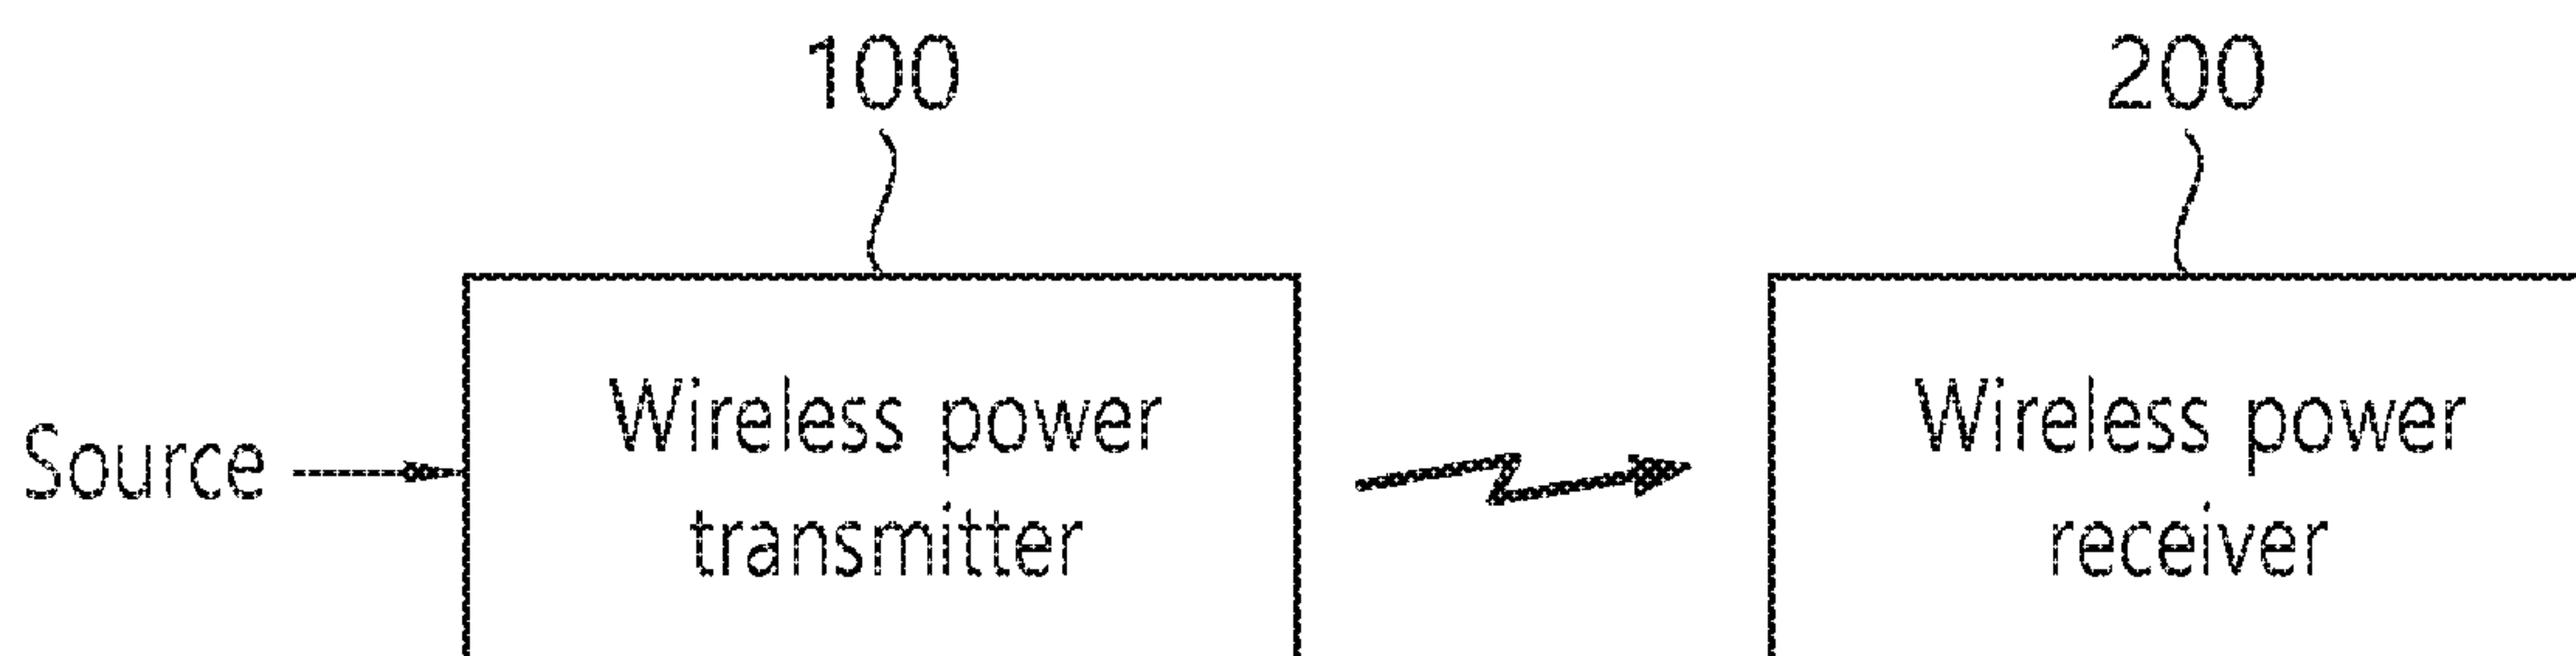 100
200
Source
Wireless power
transmitter
Wireless power
receiver